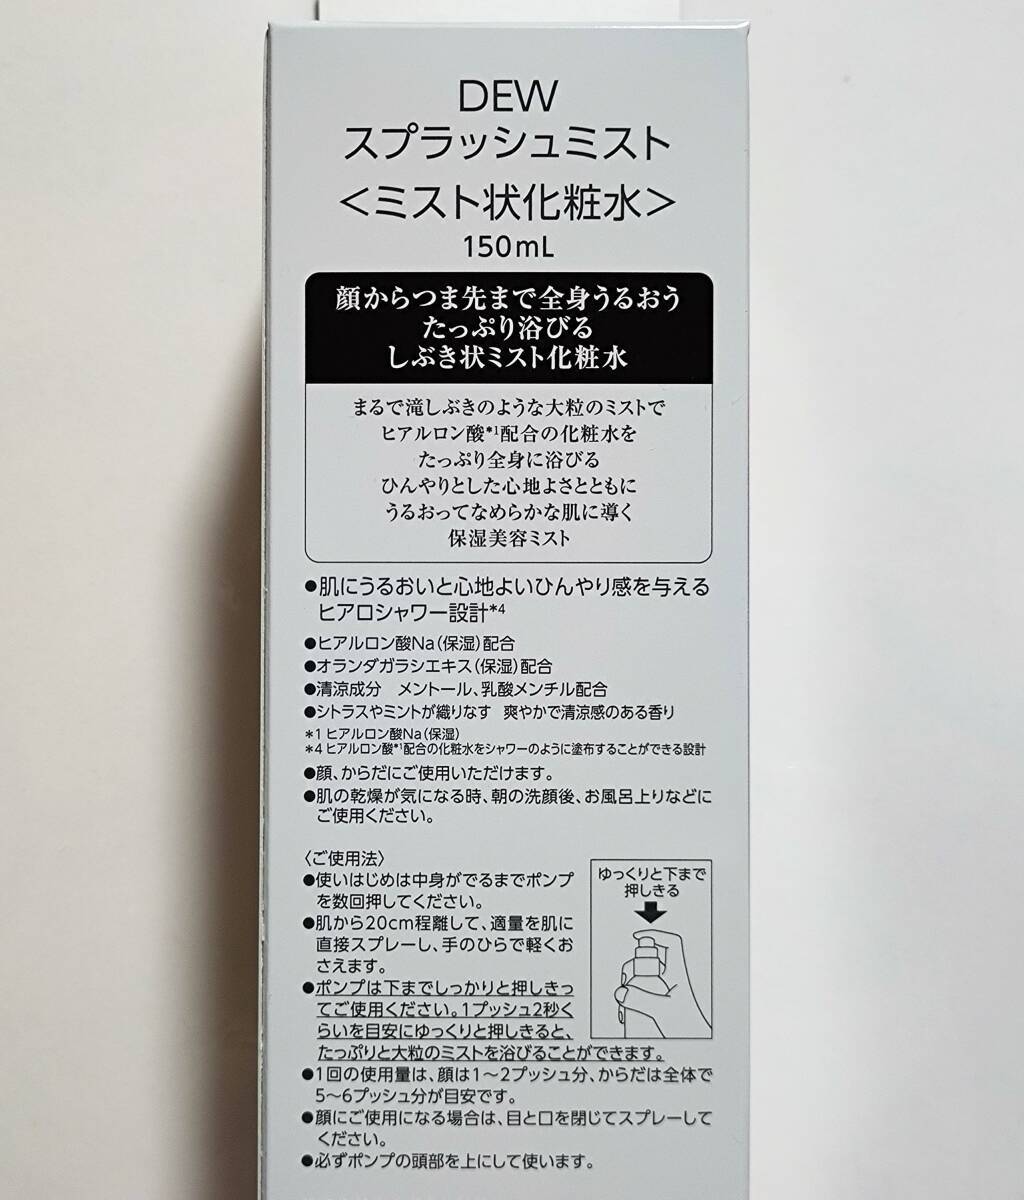 DEW
スプラッシュミスト
＜ミスト状化粧水＞
150mL
顔からつま先まで全身うるおう
たっぷり浴びる
しぶき状ミスト化粧水
まるで滝しぶきのような大粒のミストで
ヒアルロン酸*1配合の化粧水を
たっぷり全身に浴びる
ひんやりとした心地よさとともに
うるおってなめらかな肌に導く
保湿美容ミスト
●肌にうるおいと心地よいひんやり感を与える
ヒアロシャワー設計*4
●ヒアルロン酸Na(保湿)配合
●オランダガラシエキス(保湿)配合
●清涼成分　メントール、乳酸メンチル配合
●シトラスやミントが織りなす　爽やかで清涼感のある香り
*1 ヒアルロン酸Na(保湿)
*4 ヒアルロン酸*1配合の化粧水をシャワーのように塗布することができる設計
●顔、からだにご使用いただけます。
●肌の乾燥が気になる時、朝の洗顔後、お風呂上りなどに
ご使用ください。
〈ご使用法〉
●使いはじめは中身がでるまでポンプ
を数回押してください。
●肌から20cm程離して、適量を肌に
直接スプレーし、手のひらで軽くお
さえます。
●ポンプは下までしっかりと押しきっ
てご使用ください。1プッシュ2秒く
らいを目安にゆっくりと押しきると、
たっぷりと大粒のミストを浴びることができます。
ゆっくりと下まで
押しきる
●1回の使用量は、顔は1〜2プッシュ分、からだは全体で
5〜6プッシュ分が目安です。
●顔にご使用になる場合は、目と口を閉じてスプレーして
ください。
●必ずポンプの頭部を上にして使います。